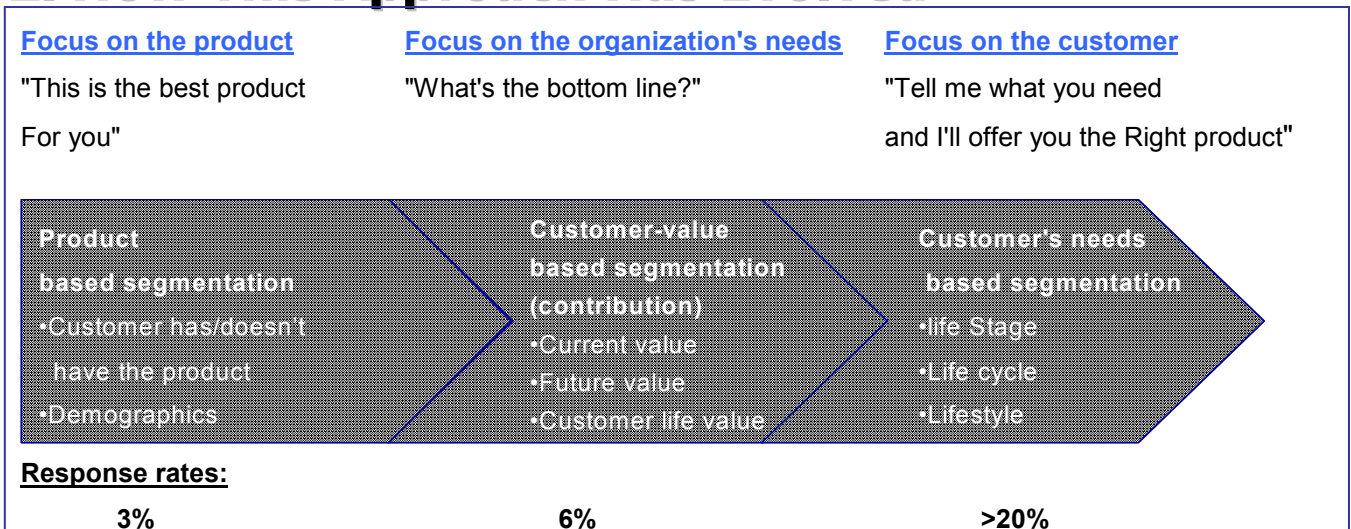 Focus on the product
"This is the best product
For you"
Focus on the organization's needs
"What's the bottom line?"
Focus on the customer
"Tell me what you need
and I'll offer you the Right product"
Product
based segmentation
•Customer has/doesn't
have the product
•Demographics
Customer-value
based segmentation
(contribution)
•Current value
•Future value
•Customer life value
Customer's needs
based segmentation
•life Stage
•Life cycle
•Lifestyle
Response rates:
3% 6% >20%